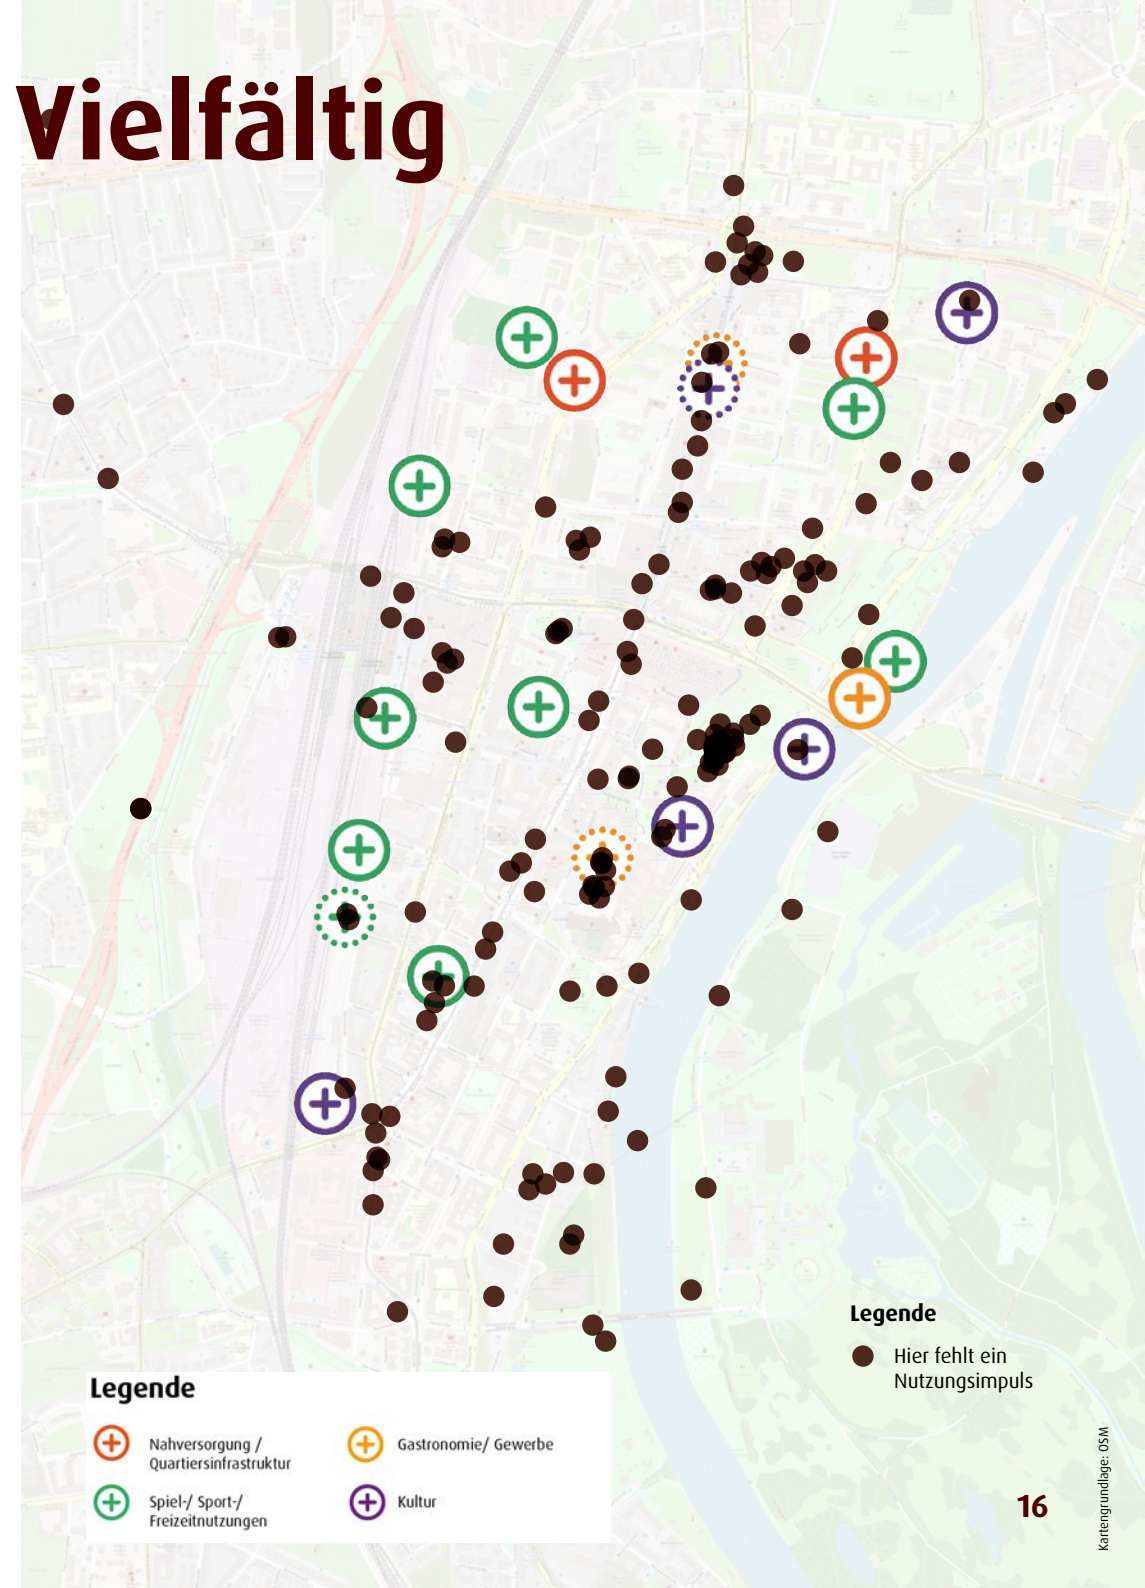 Vielfältig
Legende
Hier fehlt ein
Nutzungsimpuls
Legende
Nahversorgung /
Quartiersinfrastruktur
Gastronomie/ Gewerbe
Spiel-/ Sport-/
Freizeitnutzungen
Kultur
16
Kartengrundlage: OSM